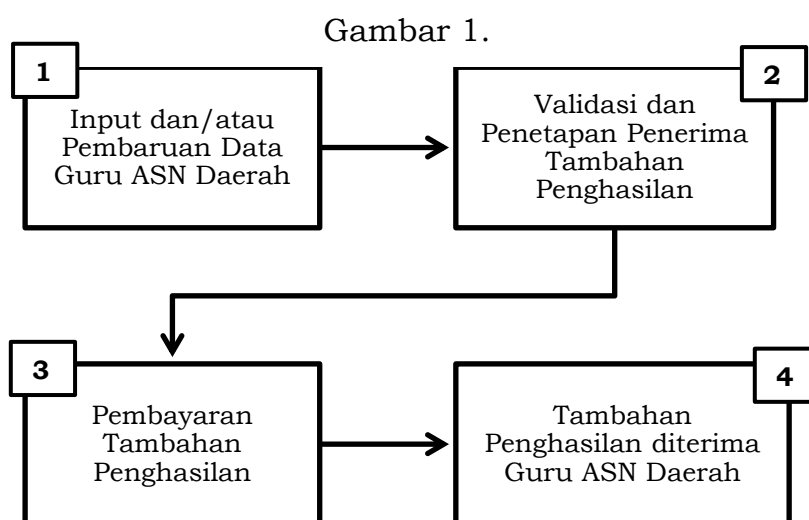 Gambar 1.
1
Input dan/atau
Pembaruan Data
Guru ASN Daerah
2
Validasi dan
Penetapan Penerima
Tambahan
Penghasilan
3
Pembayaran
Tambahan
Penghasilan
4
Tambahan
Penghasilan diterima
Guru ASN Daerah